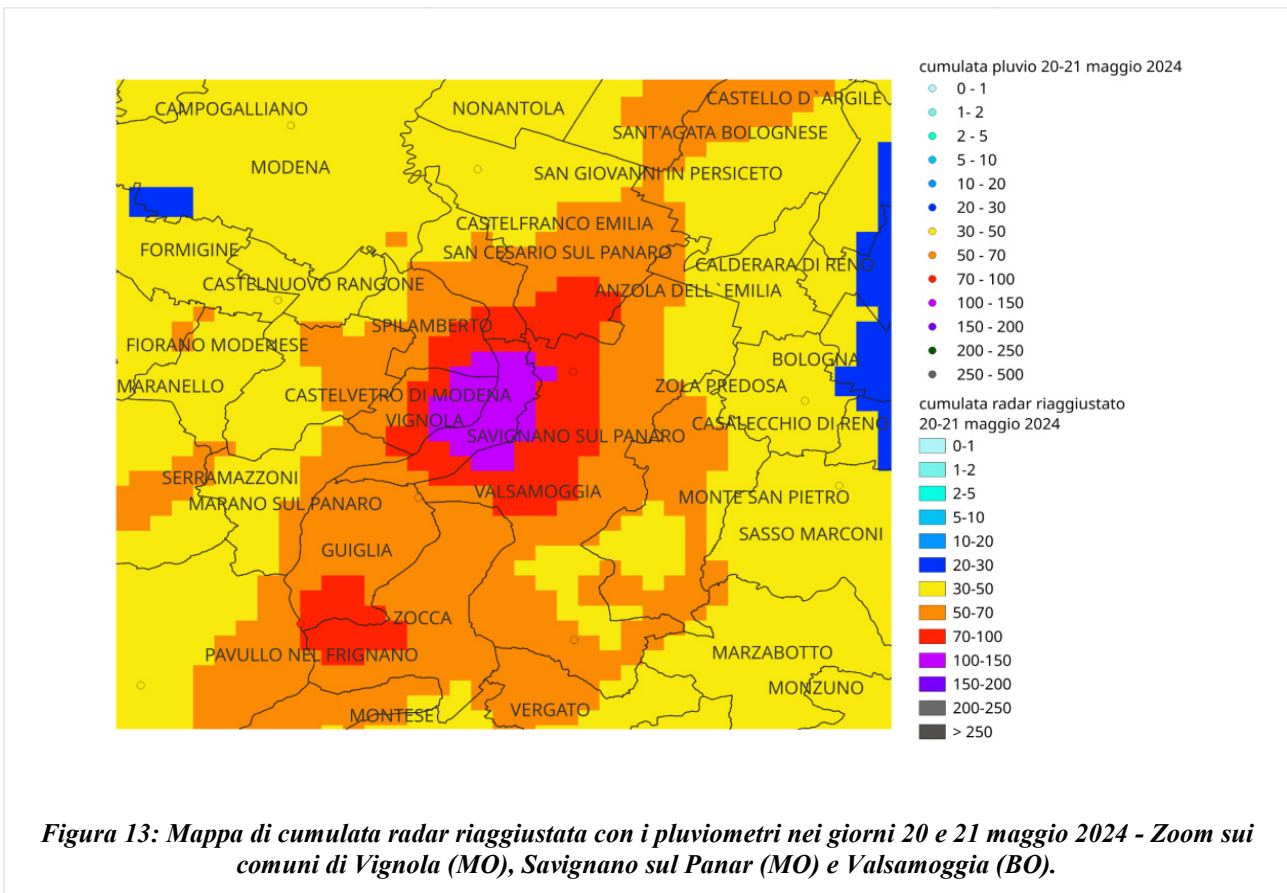 cumulata pluvio 20-21 maggio 2024
0 - 1
1- 2
2 - 5
5 - 10
10 - 20
20 - 30
30 - 50
50 - 70
70 - 100
100 - 150
150 - 200
200 - 250
250 - 500
cumulata radar riaggiustato
20-21 maggio 2024
0-1
1-2
2-5
5-10
10-20
20-30
30-50
50-70
70-100
100-150
150-200
200-250
> 250
CASTELLO D`ARGILE
CAMPOGALLIANO
NONANTOLA
SANT'AGATA BOLOGNESE
MODENA
SAN GIOVANNI IN PERSICETO
CASTELFRANCO EMILIA
FORMIGINE
SAN CESARIO SUL PANARO
CALDERARA DI RENO
CASTELNUOVO RANGONE
ANZOLA DELL`EMILIA
SPILAMBERTO
FIORANO MODENESE
BOLOGNA
MARANELLO
ZOLA PREDOSA
CASTELVETRO DI MODENA
VIGNOLA
CASALECCHIO DI RENO
SAVIGNANO SUL PANARO
SERRAMAZZONI
VALSAMOGGIA
MONTE SAN PIETRO
MARANO SUL PANARO
SASSO MARCONI
GUIGLIA
ZOCCA
PAVULLO NEL FRIGNANO
MARZABOTTO
MONZUNO
MONTESE
VERGATO
Figura 13: Mappa di cumulata radar riaggiustata con i pluviometri nei giorni 20 e 21 maggio 2024 - Zoom sui
comuni di Vignola (MO), Savignano sul Panar (MO) e Valsamoggia (BO).